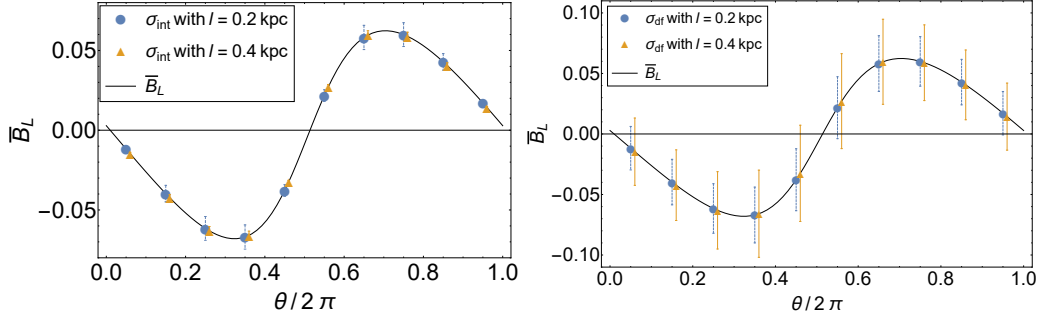 σint with l = 0.2 kpc
σint with l = 0.4 kpc
B̅L
0.05
0.00
-0.05
B̅L
0.0 0.2 0.4 0.6 0.8 1.0
θ/2 π
σdf with l = 0.2 kpc
σdf with l = 0.4 kpc
B̅L
0.10
0.05
0.00
-0.05
-0.10
B̅L
0.0 0.2 0.4 0.6 0.8 1.0
θ/2 π